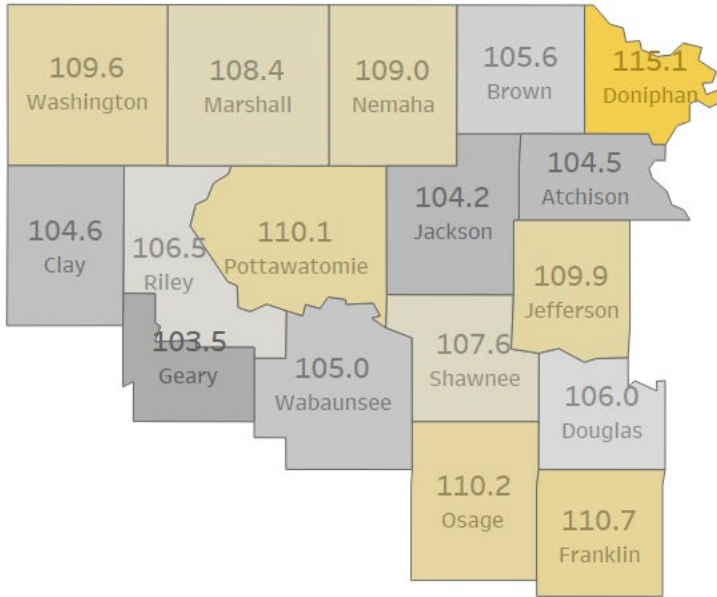 109.6
Washington
108.4
Marshall
109.0
Nemaha
105.6
Brown
115.1
Doniphan
104.6
Clay
106.5
Riley
110.1
Pottawatomie
104.2
Jackson
104.5
Atchison
109.9
Jefferson
103.5
Geary
105.0
Wabaunsee
107.6
Shawnee
106.0
Douglas
110.2
Osage
110.7
Franklin